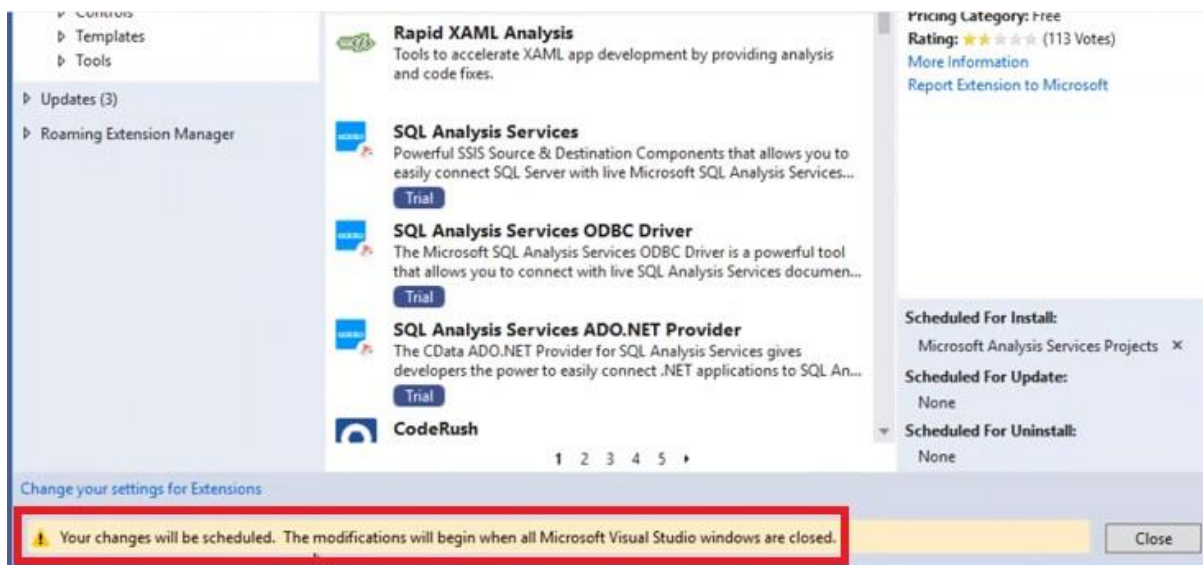 Controls
Templates
Tools
Updates (3)
Roaming Extension Manager
Rapid XAML Analysis
Tools to accelerate XAML app development by providing analysis
and code fixes.
SQL Analysis Services
Powerful SSIS Source & Destination Components that allows you to
easily connect SQL Server with live Microsoft SQL Analysis Services...
Trial
SQL Analysis Services ODBC Driver
The Microsoft SQL Analysis Services ODBC Driver is a powerful tool
that allows you to connect with live SQL Analysis Services documen...
Trial
SQL Analysis Services ADO.NET Provider
The CData ADO.NET Provider for SQL Analysis Services gives
developers the power to easily connect .NET applications to SQL An...
Trial
CodeRush
1 2 3 4 5
Pricing Category: Free
Rating: (113 Votes)
More Information
Report Extension to Microsoft
Scheduled For Install:
Microsoft Analysis Services Projects ×
Scheduled For Update:
None
Scheduled For Uninstall:
None
Change your settings for Extensions
Your changes will be scheduled. The modifications will begin when all Microsoft Visual Studio windows are closed.
Close